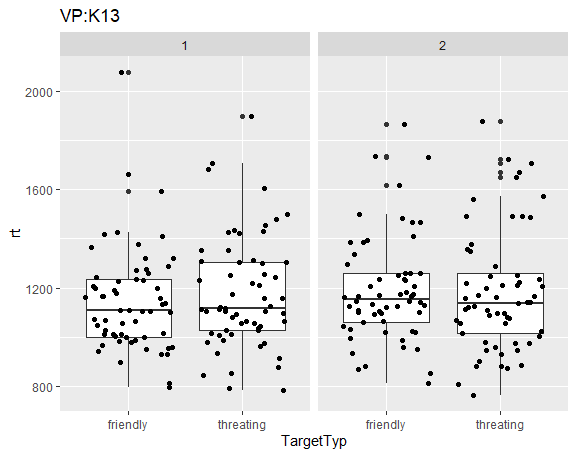 VP:K13
1
2
rt
2000
1600
1200
800
friendly
threating
friendly
threating
TargetTyp